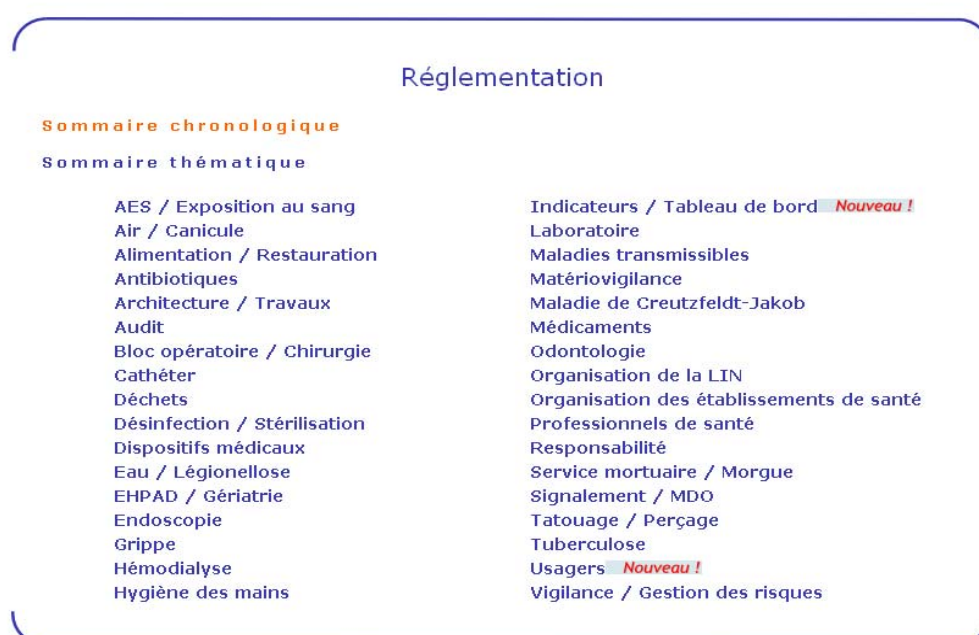 Réglementation
Sommaire chronologique
Sommaire thématique
AES / Exposition au sang
Air / Canicule
Alimentation / Restauration
Antibiotiques
Architecture / Travaux
Audit
Bloc opératoire / Chirurgie
Cathéter
Déchets
Désinfection / Stérilisation
Dispositifs médicaux
Eau / Légionellose
EHPAD / Gériatrie
Endoscopie
Grippe
Hémodialyse
Hygiène des mains
Indicateurs / Tableau de bord Nouveau !
Laboratoire
Maladies transmissibles
Matériovigilance
Maladie de Creutzfeldt-Jakob
Médicaments
Odontologie
Organisation de la LIN
Organisation des établissements de santé
Professionnels de santé
Responsabilité
Service mortuaire / Morgue
Signalement / MDO
Tatouage / Perçage
Tuberculose
Usagers Nouveau !
Vigilance / Gestion des risques